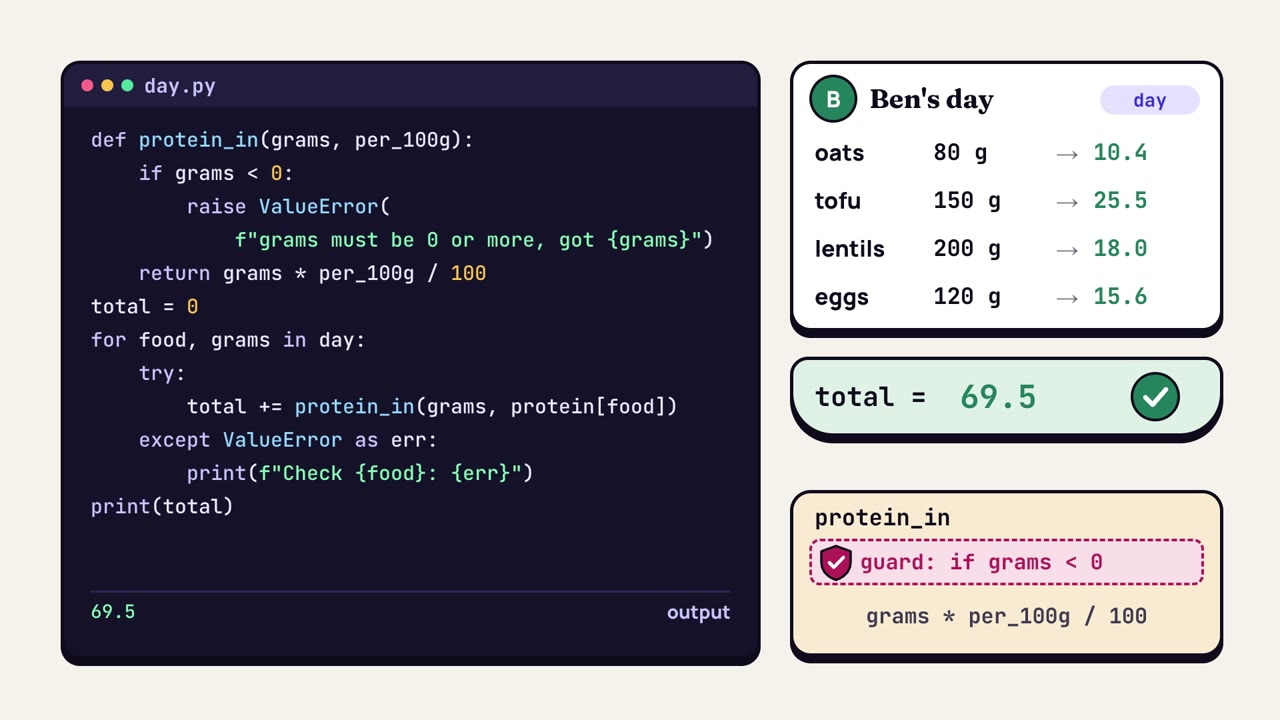 day.py
def protein_in(grams, per_100g):
    if grams < 0:
        raise ValueError(
            f"grams must be 0 or more, got {grams}")
    return grams * per_100g / 100
total = 0
for food, grams in day:
    try:
        total += protein_in(grams, protein[food])
    except ValueError as err:
        print(f"Check {food}: {err}")
print(total)
69.5 output
B Ben's day day
oats 80 g → 10.4
tofu 150 g → 25.5
lentils 200 g → 18.0
eggs 120 g → 15.6
total = 69.5
protein_in
guard: if grams < 0
grams * per_100g / 100